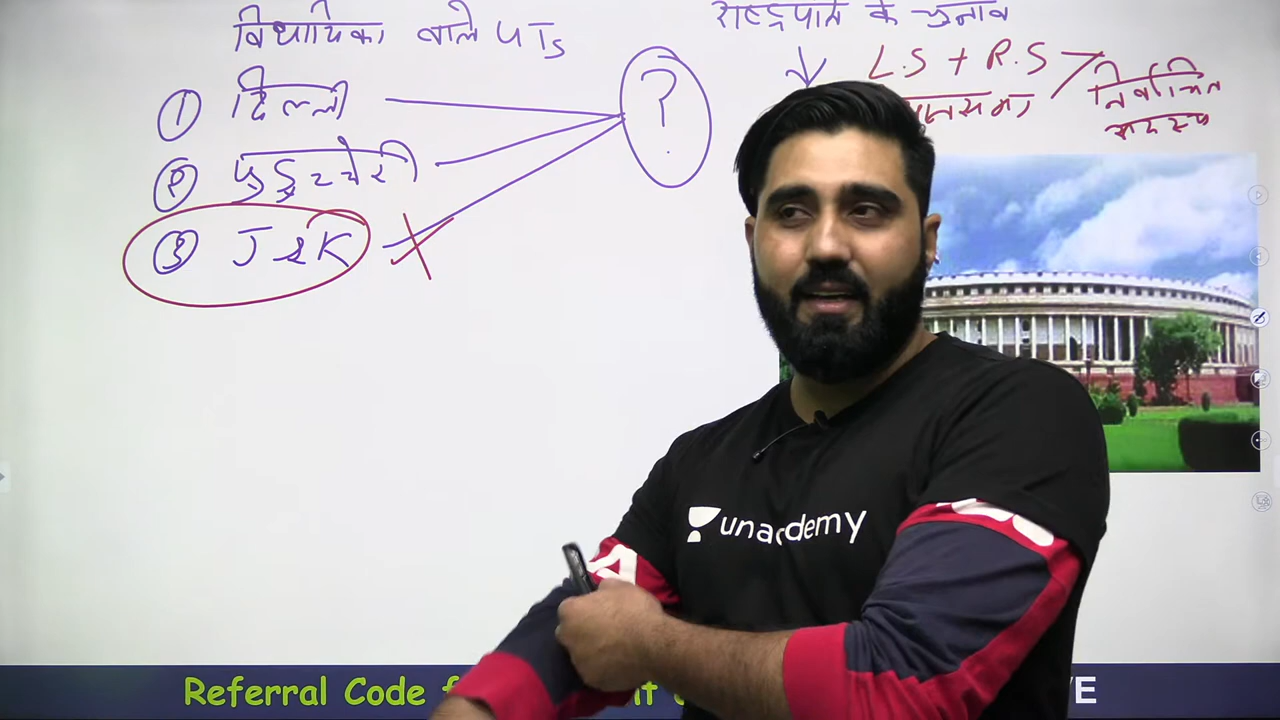 विधायिका वाले UTs
① दिल्ली
② पुडुचेरी
③ J&K
?
राष्ट्रपति के चुनाव
L.S + R.S
निर्वाचित
सदस्य
unacademy
Referral Code